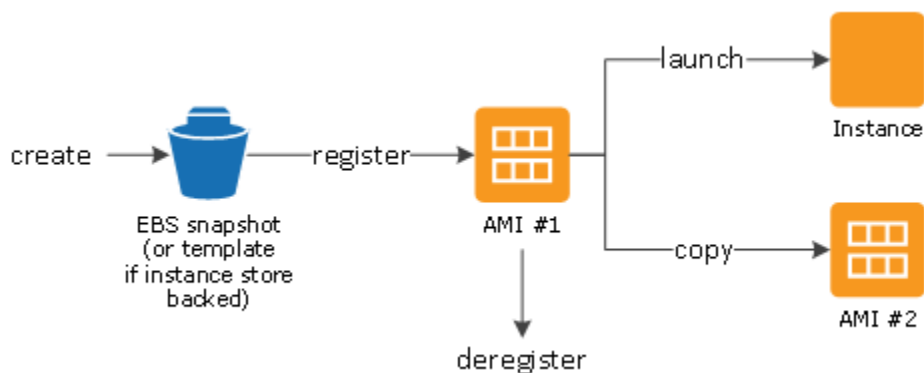 create
EBS snapshot
(or template
if instance store
backed)
register
AMI #1
deregister
launch
Instance
copy
AMI #2